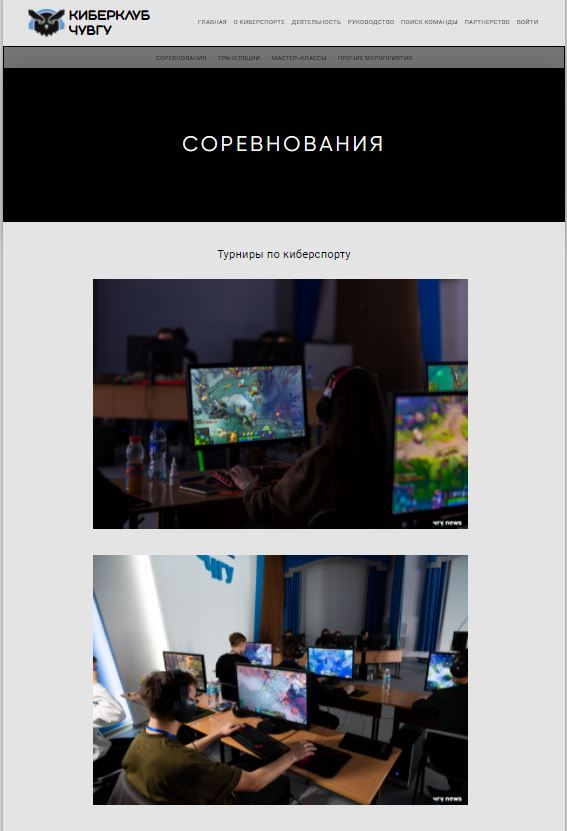 КИБЕРКЛУБ
ЧУВГУ
ГЛАВНАЯ О КИБЕРСПОРТЕ ДЕЯТЕЛЬНОСТЬ РУКОВОДСТВО ПОИСК КОМАНДЫ ПАРТНЕРСТВО ВОЙТИ
СОРЕВНОВАНИЯ ТРАНСЛЯЦИИ МАСТЕР-КЛАССЫ ПРОЧИЕ МЕРОПРИЯТИЯ
СОРЕВНОВАНИЯ
Турниры по киберспорту
чгу news
ЧГУ
чгу news